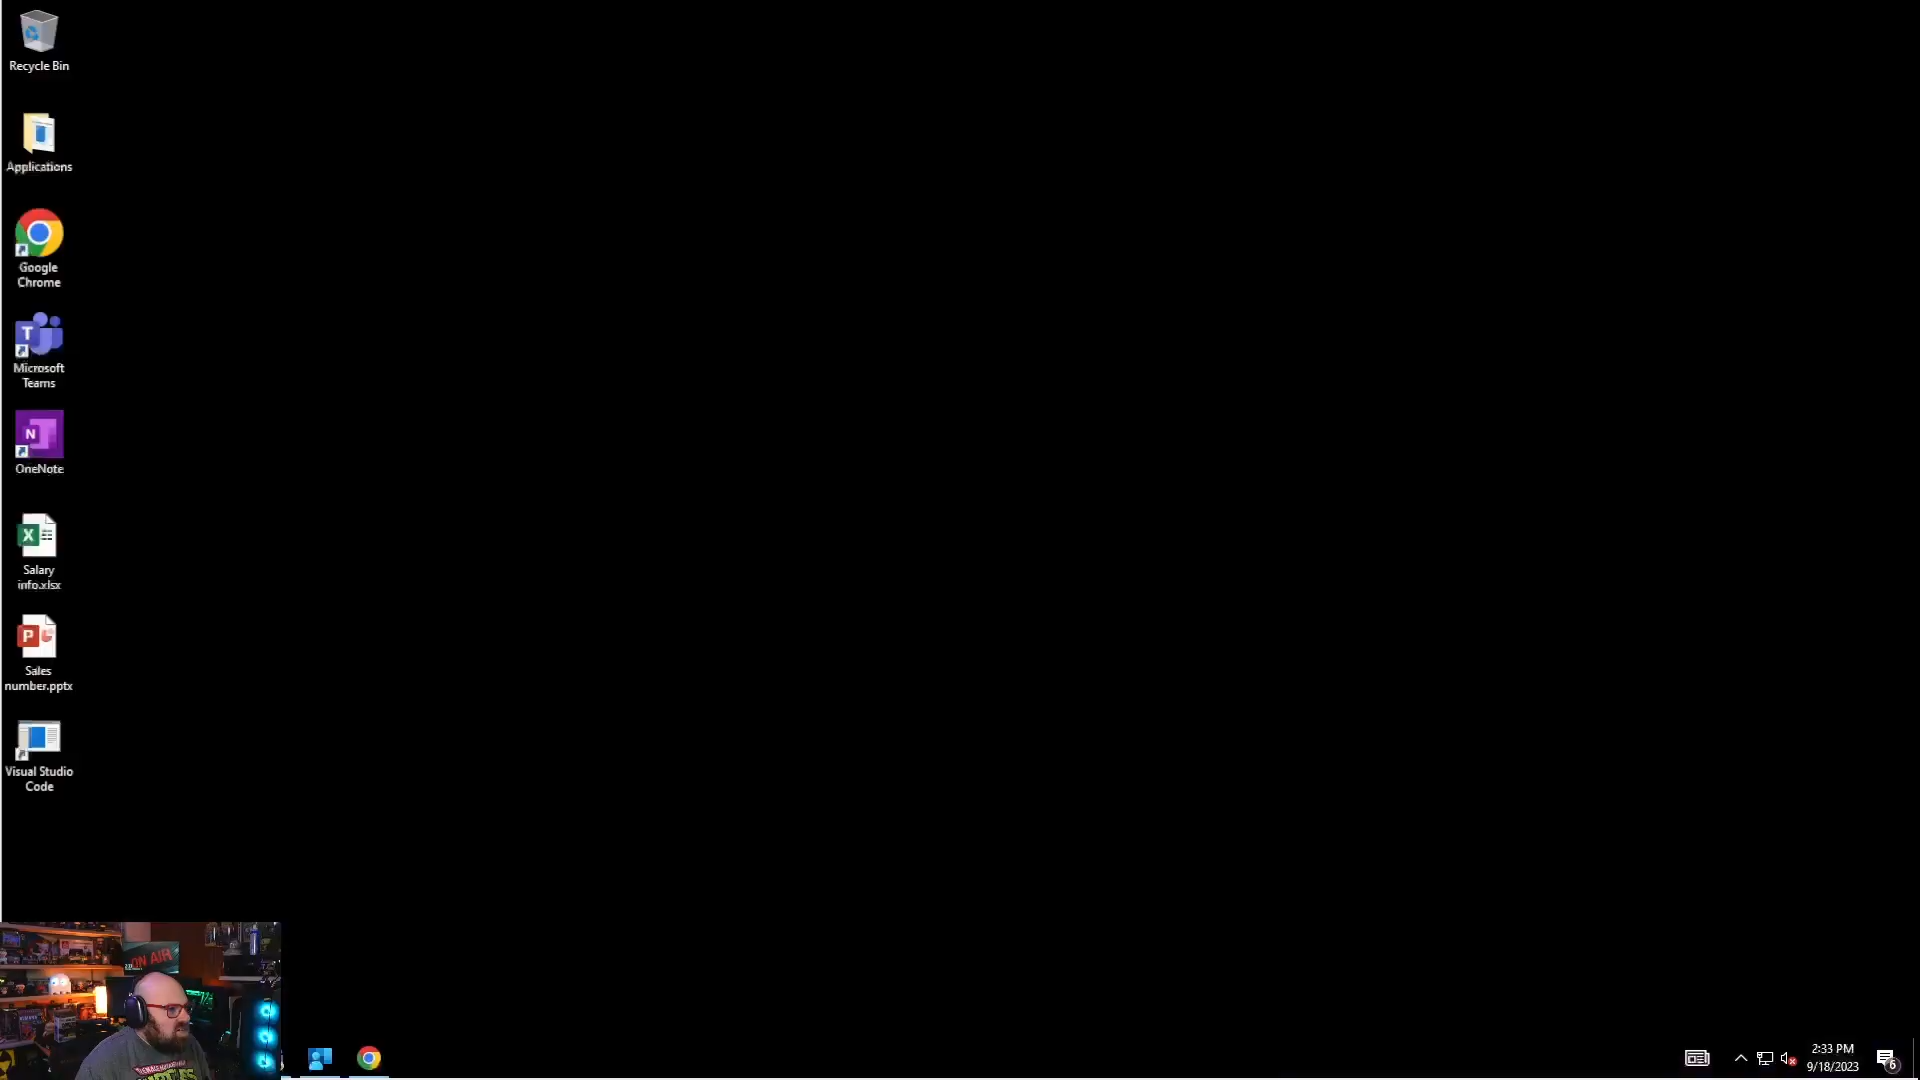 Recycle Bin
Applications
Google
Chrome
T
Microsoft
Teams
N
OneNote
X
Salary
info.xlsx
P
Sales
number.pptx
Visual Studio
Code
ON AIR
2:33 PM
9/18/2023
6